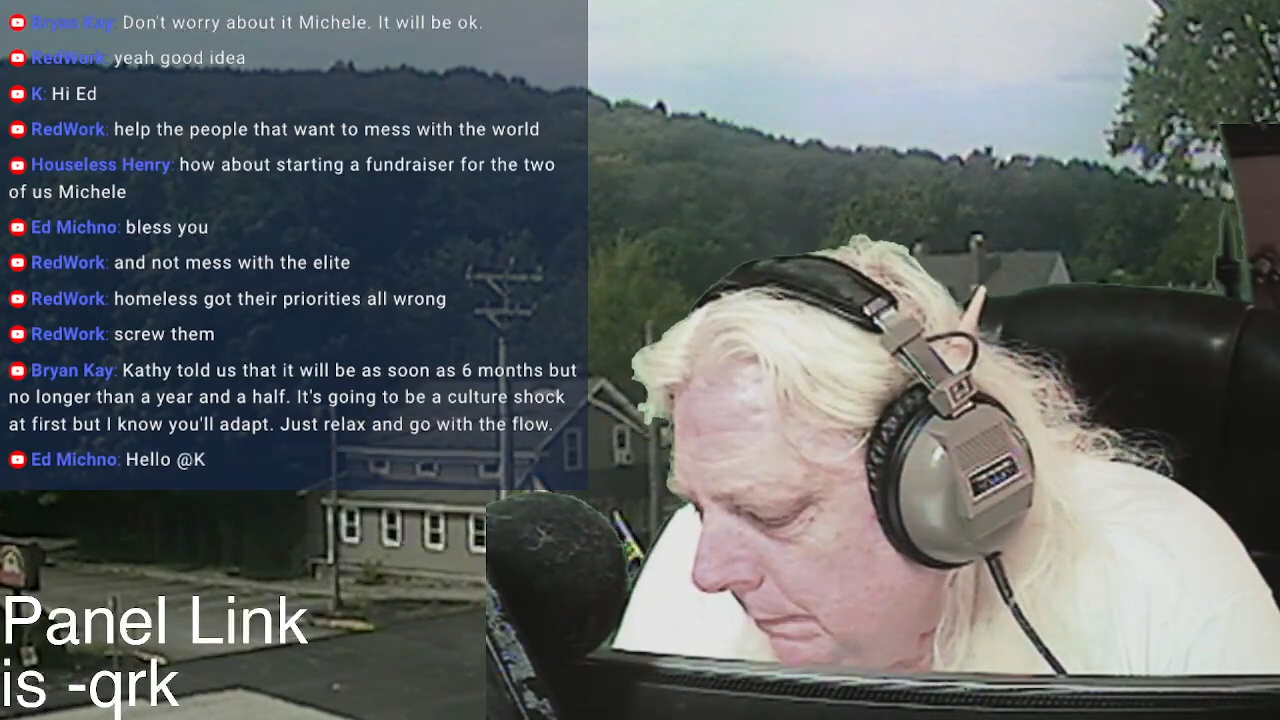 Bryan Kay: Don't worry about it Michele. It will be ok.
RedWork: yeah good idea
K: Hi Ed
RedWork: help the people that want to mess with the world
Houseless Henry: how about starting a fundraiser for the two
of us Michele
Ed Michno: bless you
RedWork: and not mess with the elite
RedWork: homeless got their priorities all wrong
RedWork: screw them
Bryan Kay: Kathy told us that it will be as soon as 6 months but
no longer than a year and a half. It's going to be a culture shock
at first but I know you'll adapt. Just relax and go with the flow.
Ed Michno: Hello @K
Panel Link
is -qrk